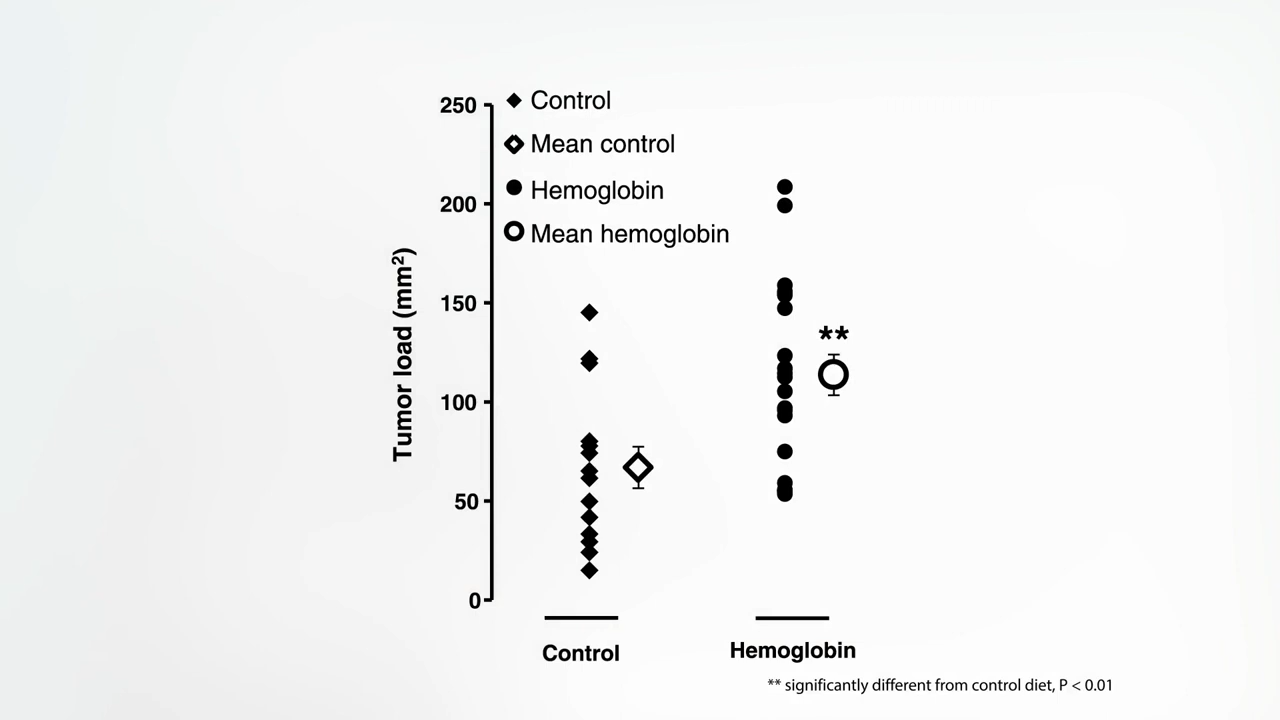 250
Control
Mean control
200
Hemoglobin
Mean hemoglobin
Tumor load (mm²)
150
**
100
50
0
Control
Hemoglobin
** significantly different from control diet, P < 0.01